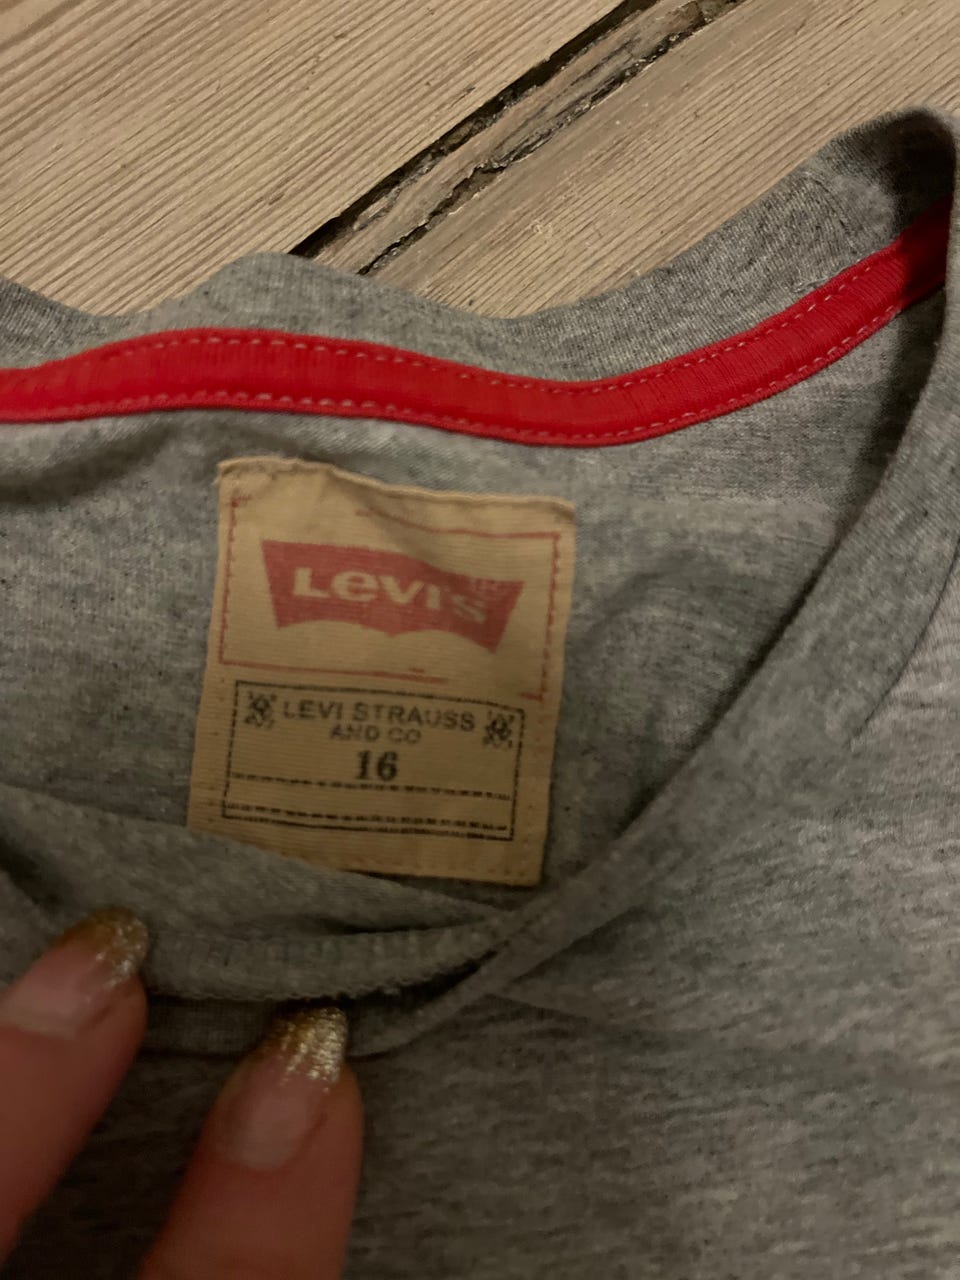 Levi's
LEVI STRAUSS
AND CO
16